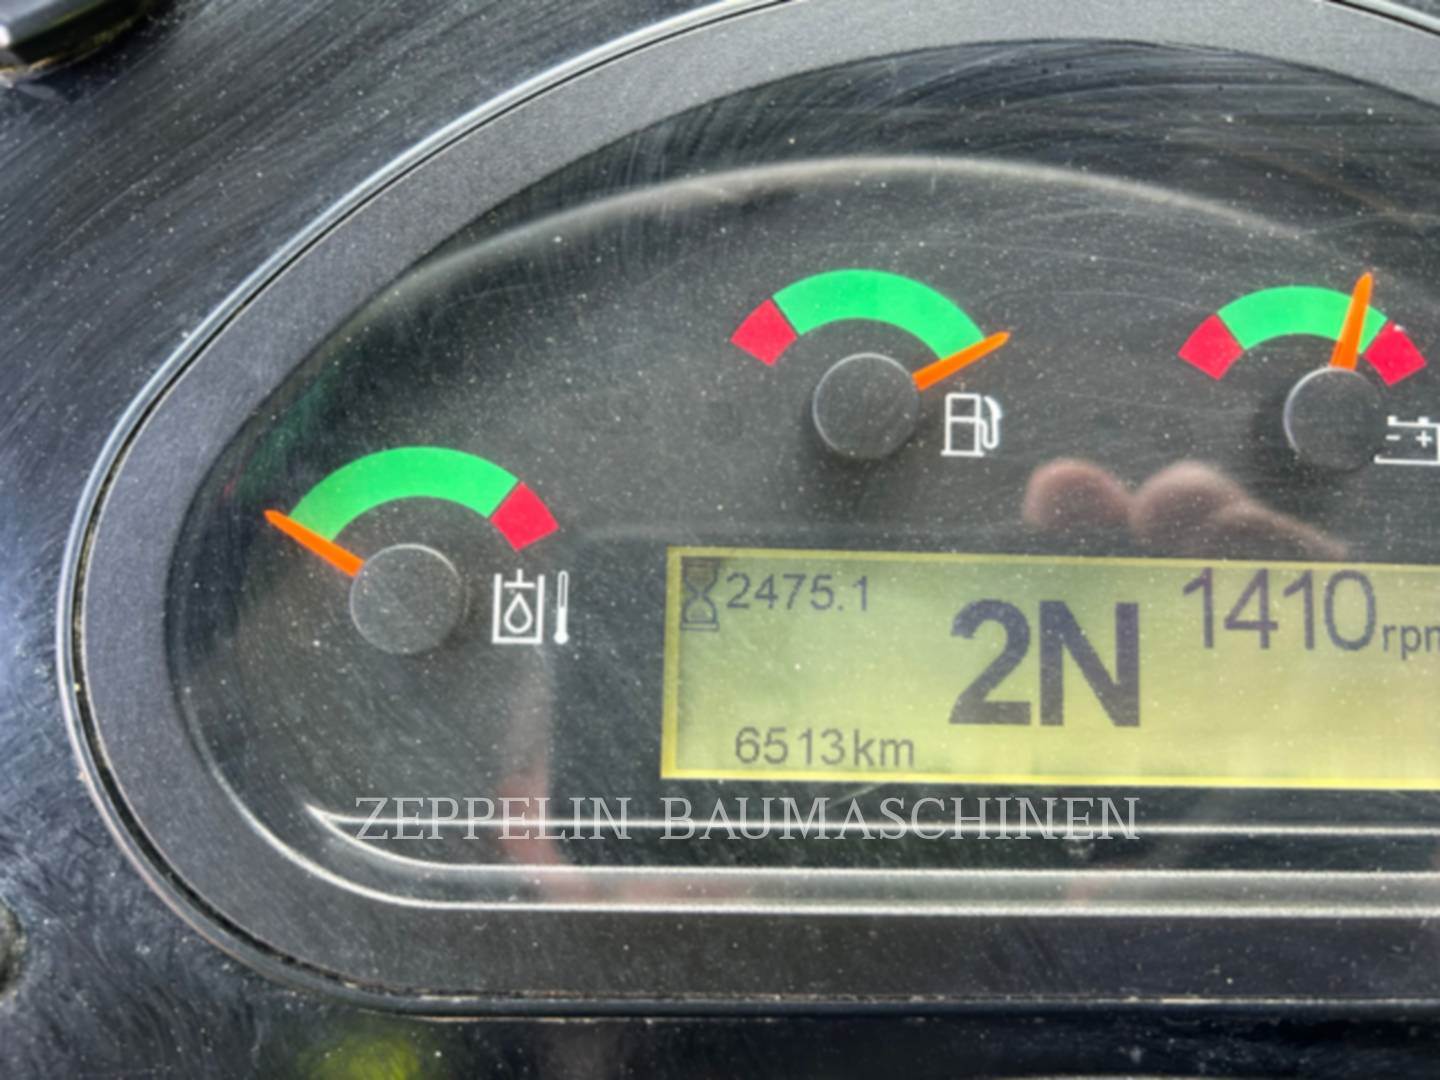 2475.1
2N
1410rpm
6513km
ZEPPELIN BAUMASCHINEN